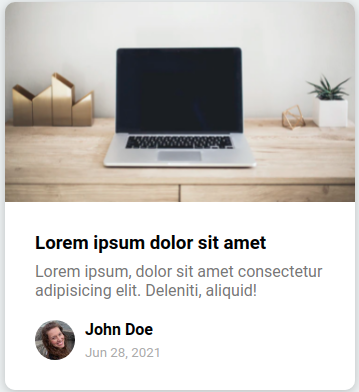 Lorem ipsum dolor sit amet
Lorem ipsum, dolor sit amet consectetur
adipisicing elit. Deleniti, aliquid!
John Doe
Jun 28, 2021